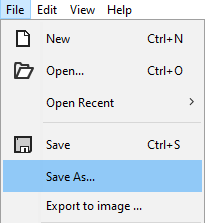 File Edit View Help
New Ctrl+N
Open... Ctrl+O
Open Recent
Save Ctrl+S
Save As...
Export to image ...